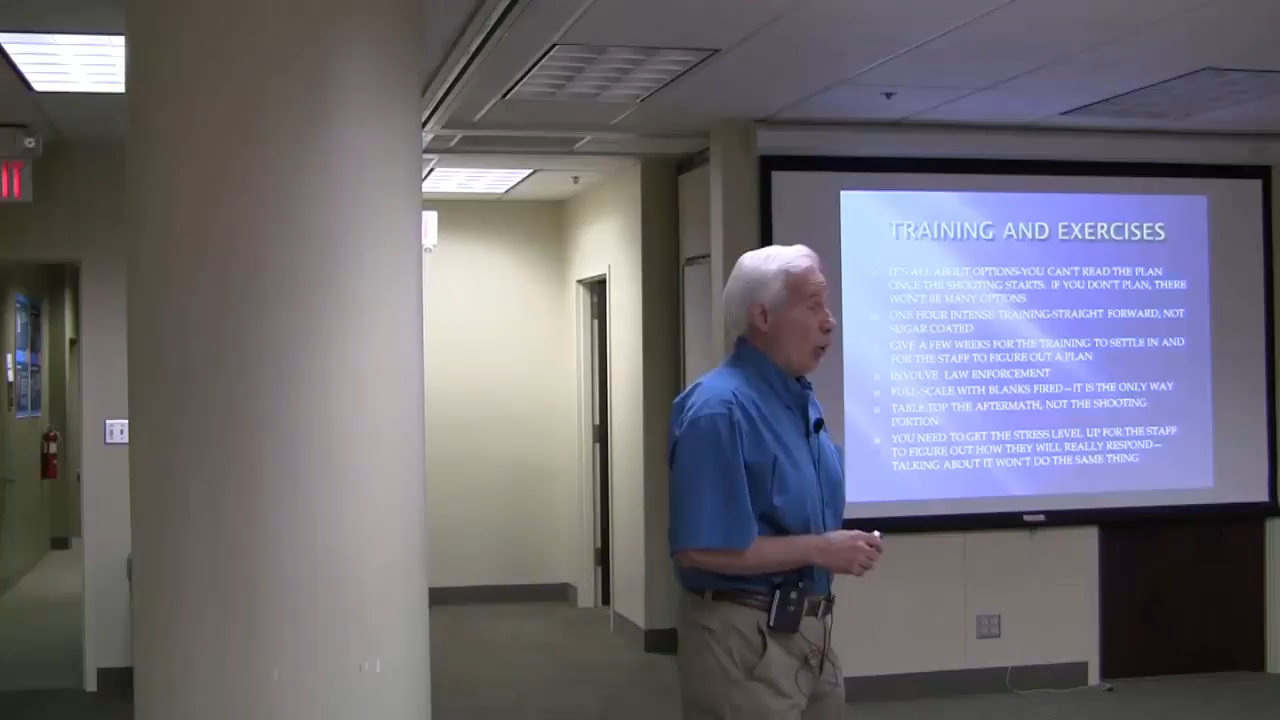 TRAINING AND EXERCISES
IT'S ALL ABOUT OPTIONS-YOU CAN'T READ THE PLAN
ONCE THE SHOOTING STARTS. IF YOU DON'T PLAN, THERE
WON'T BE MANY OPTIONS
ONE HOUR INTENSE TRAINING-STRAIGHT FORWARD, NOT
SUGAR COATED
GIVE A FEW WEEKS FOR THE TRAINING TO SETTLE IN AND
FOR THE STAFF TO FIGURE OUT A PLAN
INVOLVE LAW ENFORCEMENT
FULL-SCALE WITH BLANKS FIRED—IT IS THE ONLY WAY
TABLE TOP THE AFTERMATH, NOT THE SHOOTING
PORTION
YOU NEED TO GET THE STRESS LEVEL UP FOR THE STAFF
TO FIGURE OUT HOW THEY WILL REALLY RESPOND—
TALKING ABOUT IT WON'T DO THE SAME THING